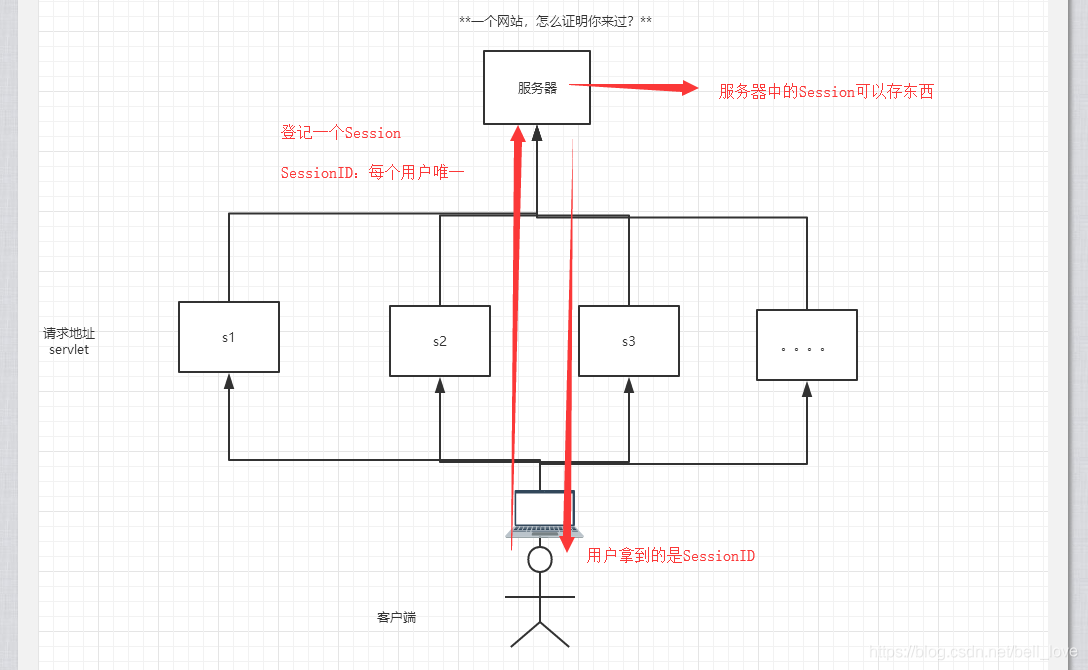 **一个网站，怎么证明你来过？**
服务器
服务器中的Session可以存东西
登记一个Session
SessionID：每个用户唯一
请求地址
servlet
s1
s2
s3
。。。。
用户拿到的是SessionID
客户端
https://blog.csdn.net/bell_love